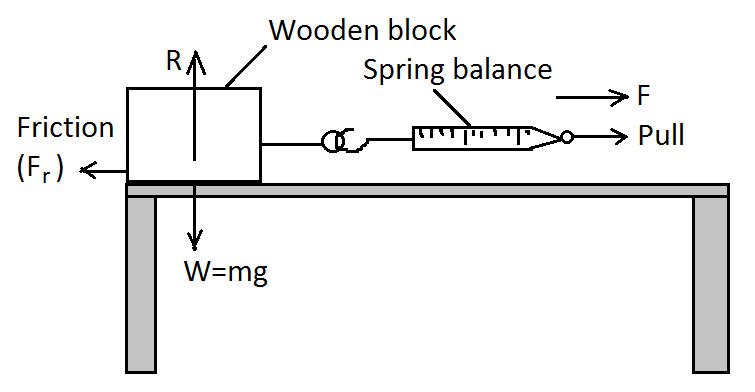 Wooden block
R
Spring balance
F
Friction
(Fr)
Pull
W=mg